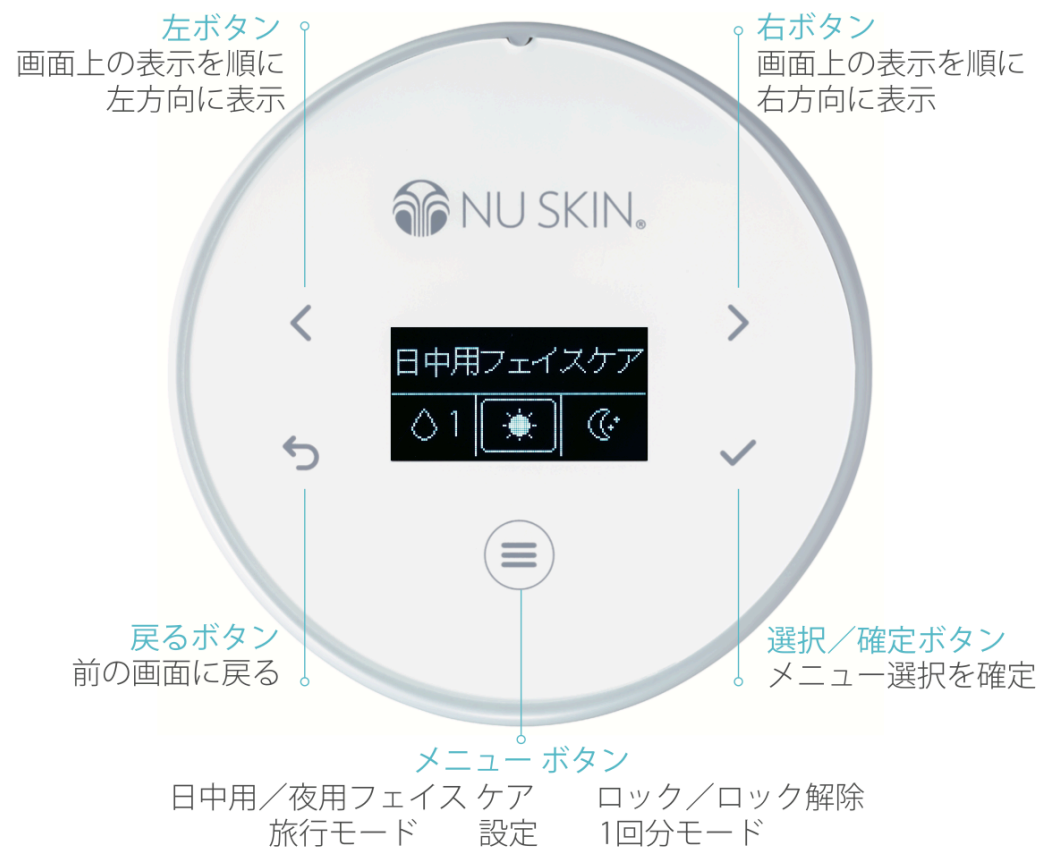 左ボタン
画面上の表示を順に
左方向に表示
右ボタン
画面上の表示を順に
右方向に表示
NU SKIN®
日中用フェイスケア
1
戻るボタン
前の画面に戻る
選択／確定ボタン
メニュー選択を確定
メニュー ボタン
日中用／夜用フェイス ケア ロック／ロック解除
旅行モード 設定 1回分モード